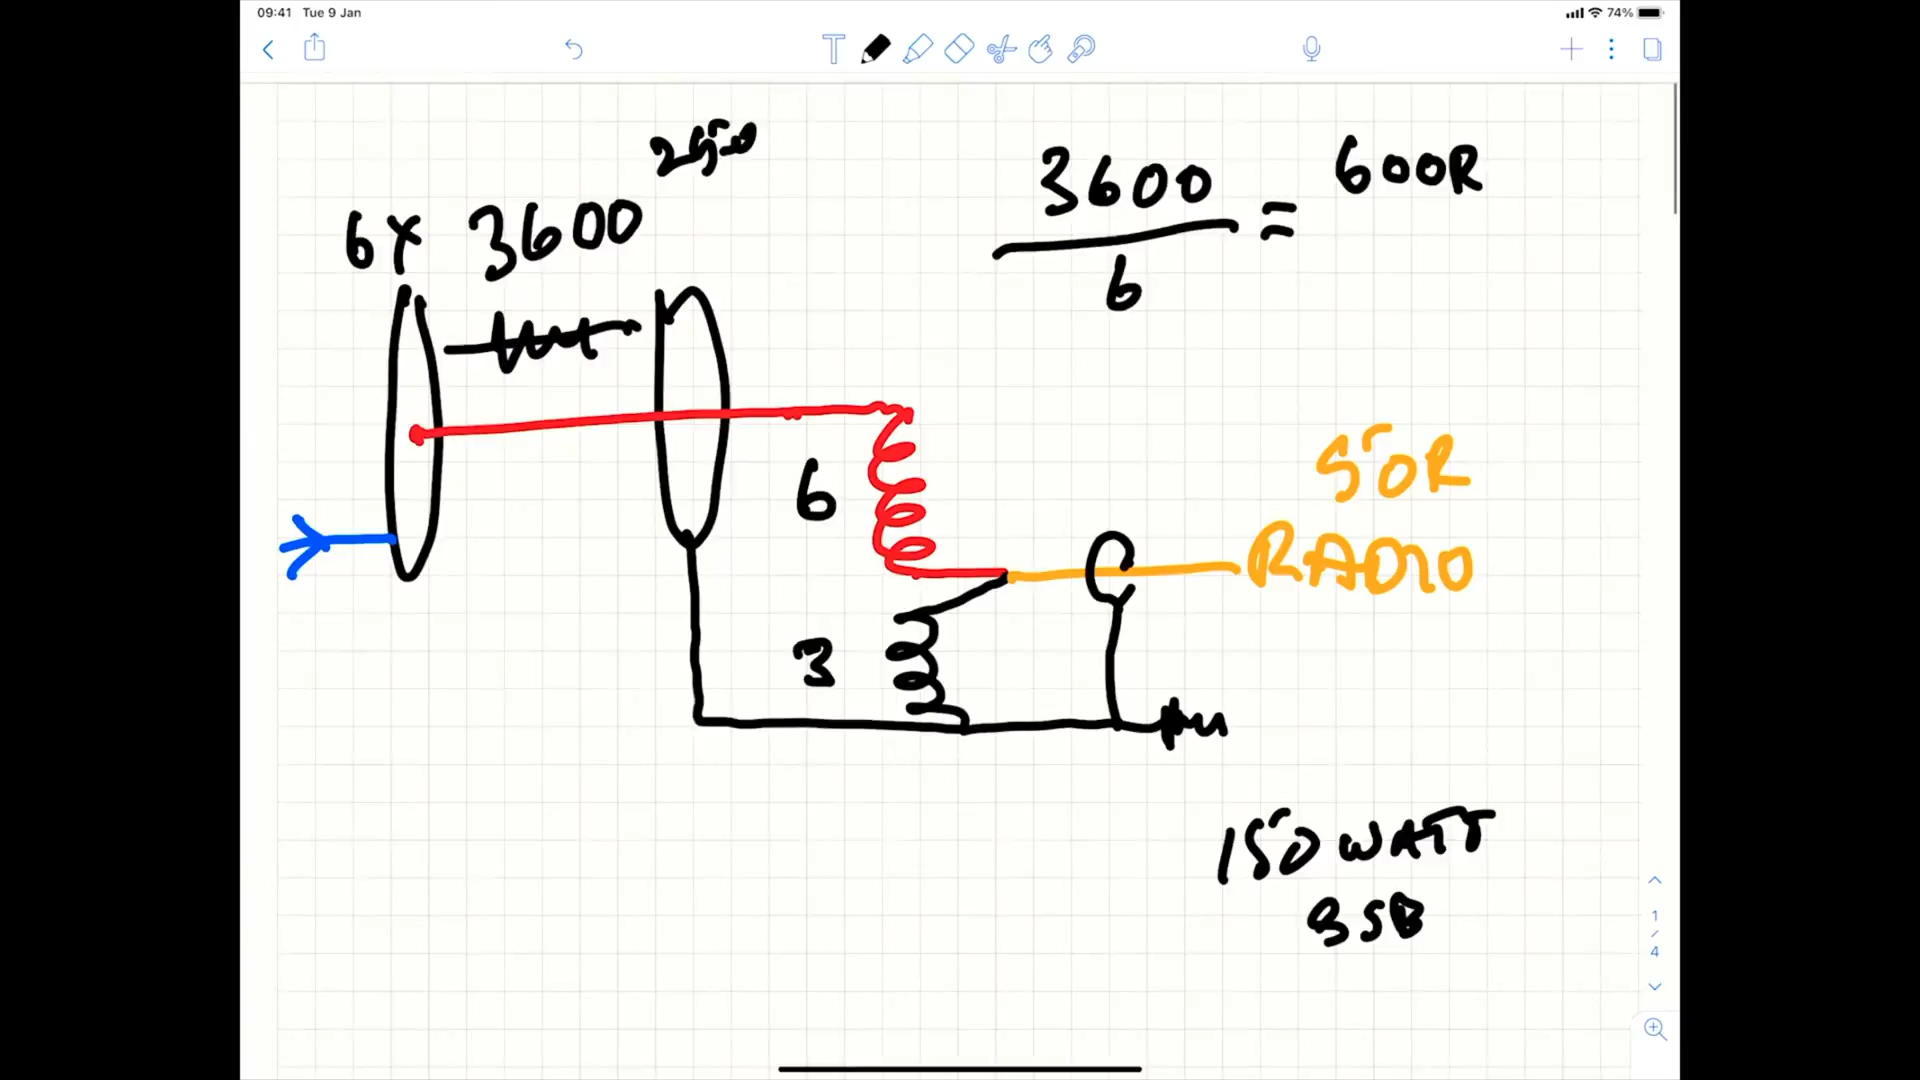 09:41 Tue 9 Jan
74%
T
250
6x 3600
3600
6
=
600R
6
50R
RADIO
3
150 WATT
SSB
1
/
4